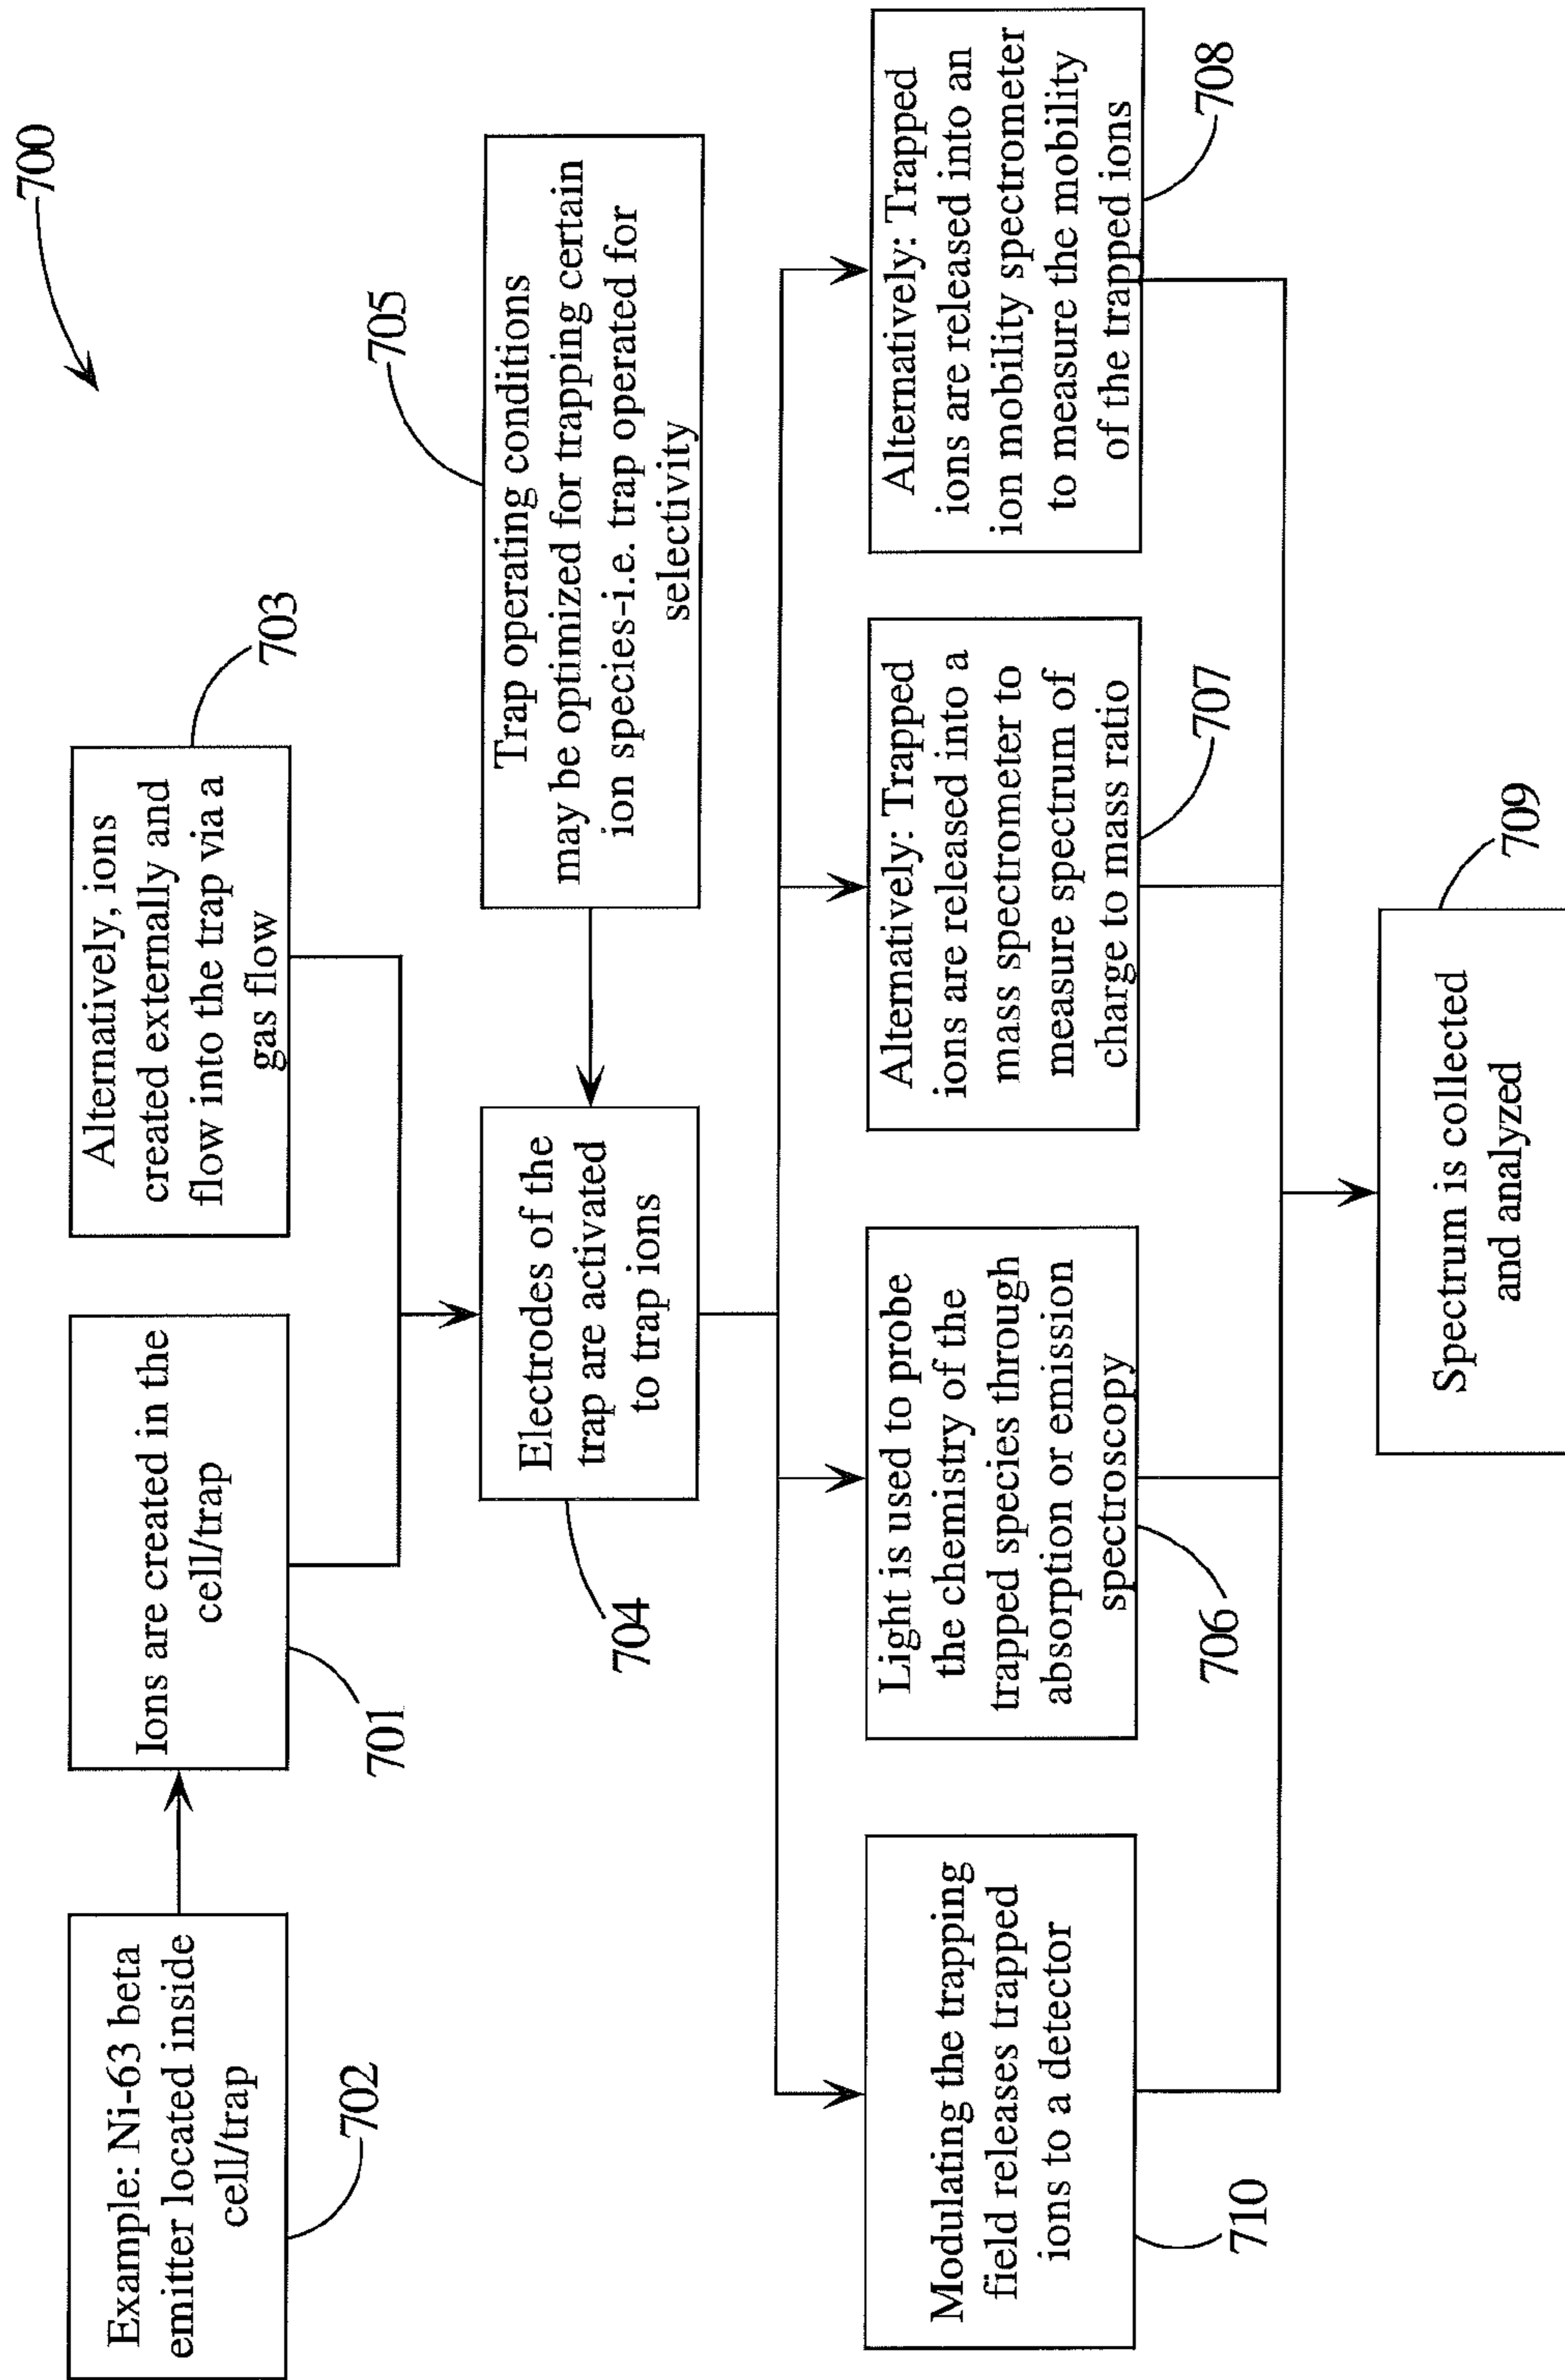 700
Example: Ni-63 beta
emitter located inside
cell/trap
702
Ions are created in the
cell/trap
701
Alternatively, ions
created externally and
flow into the trap via a
gas flow
703
Electrodes of the
trap are activated
to trap ions
704
Trap operating conditions
may be optimized for trapping certain
ion species-i.e. trap operated for
selectivity
705
Modulating the trapping
field releases trapped
ions to a detector
710
Light is used to probe
the chemistry of the
trapped species through
absorption or emission
spectroscopy
706
Alternatively: Trapped
ions are released into a
mass spectrometer to
measure spectrum of
charge to mass ratio
707
Alternatively: Trapped
ions are released into an
ion mobility spectrometer
to measure the mobility
of the trapped ions
708
Spectrum is collected
and analyzed
709